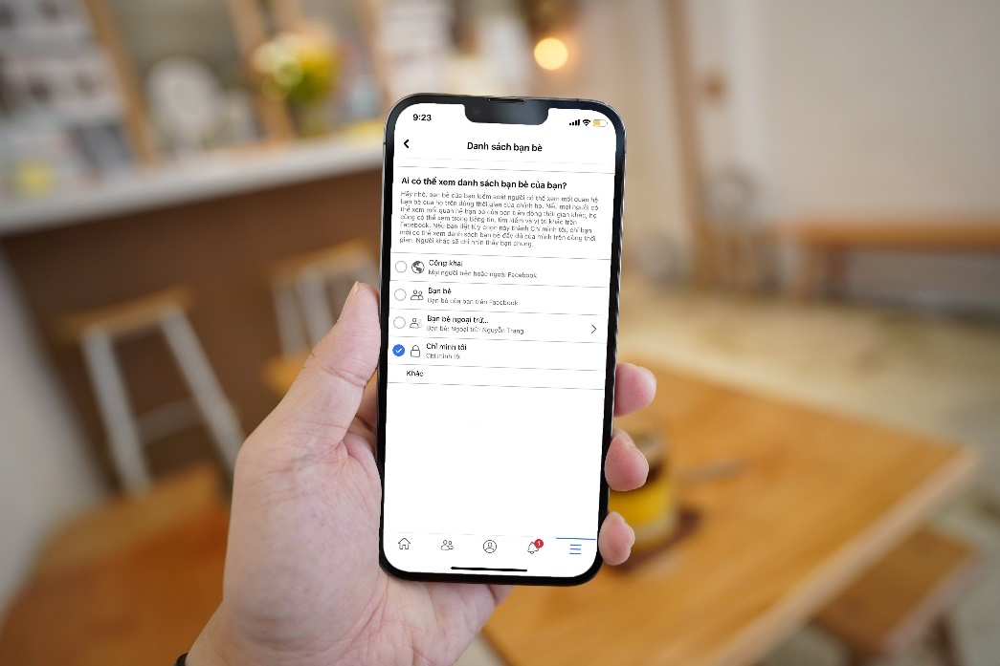 9:23
Danh sách bạn bè
Ai có thể xem danh sách bạn bè của bạn?
Hãy nhớ, bạn bè của bạn kiểm soát người có thể xem mối quan hệ
bạn bè của họ trên dòng thời gian của chính họ. Nếu mọi người có
thể xem mối quan hệ bạn bè của bạn trên dòng thời gian khác, họ
cũng có thể xem trong Bảng tin, tìm kiếm và vị trí khác trên
Facebook. Nếu bạn đặt tùy chọn này thành Chỉ mình tôi, chỉ bạn
mới có thể xem danh sách bạn bè đầy đủ của mình trên dòng thời
gian. Người khác sẽ chỉ nhìn thấy bạn chung.
Công khai
Mọi người trên hoặc ngoài Facebook
Bạn bè
Bạn bè của bạn trên Facebook
Bạn bè ngoại trừ...
Bạn bè; Ngoại trừ: Nguyễn Trang
Chỉ mình tôi
Chỉ mình tôi
Khác
1